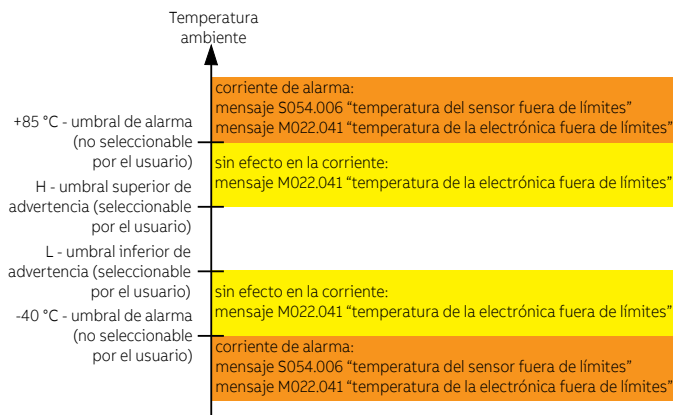 Temperatura
ambiente
corriente de alarma:
mensaje S054.006 “temperatura del sensor fuera de límites”
mensaje M022.041 “temperatura de la electrónica fuera de límites”
+85 °C - umbral de alarma
(no seleccionable
por el usuario)
sin efecto en la corriente:
mensaje M022.041 “temperatura de la electrónica fuera de límites”
H - umbral superior de
advertencia (seleccionable
por el usuario)
L - umbral inferior de
advertencia (seleccionable
por el usuario)
sin efecto en la corriente:
mensaje M022.041 “temperatura de la electrónica fuera de límites”
-40 °C - umbral de alarma
(no seleccionable
por el usuario)
corriente de alarma:
mensaje S054.006 “temperatura del sensor fuera de límites”
mensaje M022.041 “temperatura de la electrónica fuera de límites”